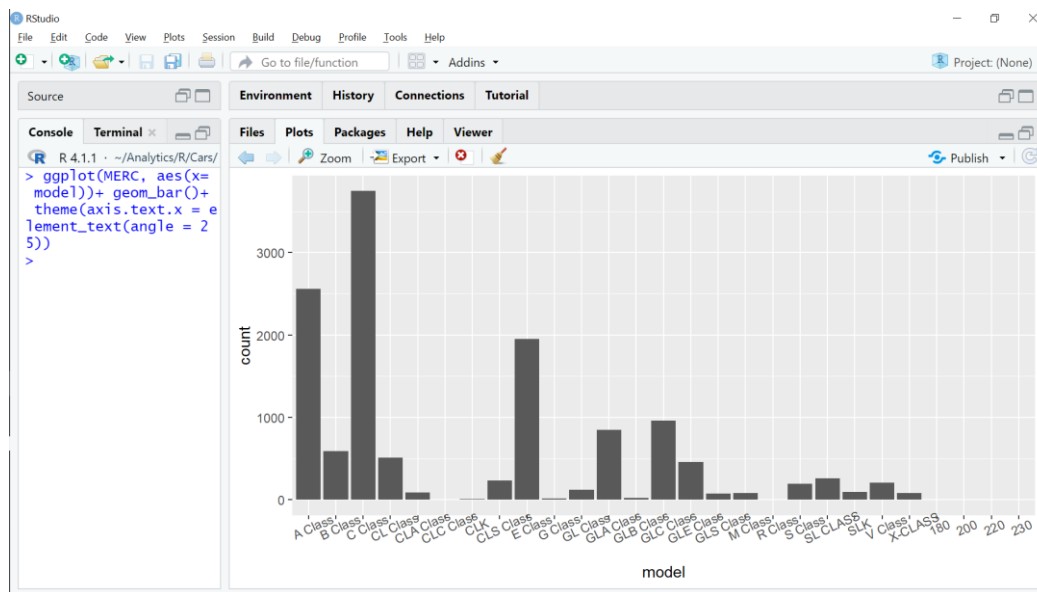 RStudio
File Edit Code View Plots Session Build Debug Profile Tools Help
Go to file/function Addins Project: (None)
Source
Environment History Connections Tutorial
Console Terminal
Files Plots Packages Help Viewer
R 4.1.1 · ~/Analytics/R/Cars/
Zoom Export Publish
> ggplot(MERC, aes(x=
model))+ geom_bar()+
theme(axis.text.x = e
lement_text(angle = 2
5))
>
3000
2000
1000
0
count
A Class B Class C Class CL Class CLA Class CLC Class CLK CLS Class E Class G Class GL Class GLA Class GLB Class GLC Class GLE Class GLS Class M Class R Class S Class SL CLASS SLK V Class X-CLASS 180 200 220 230
model